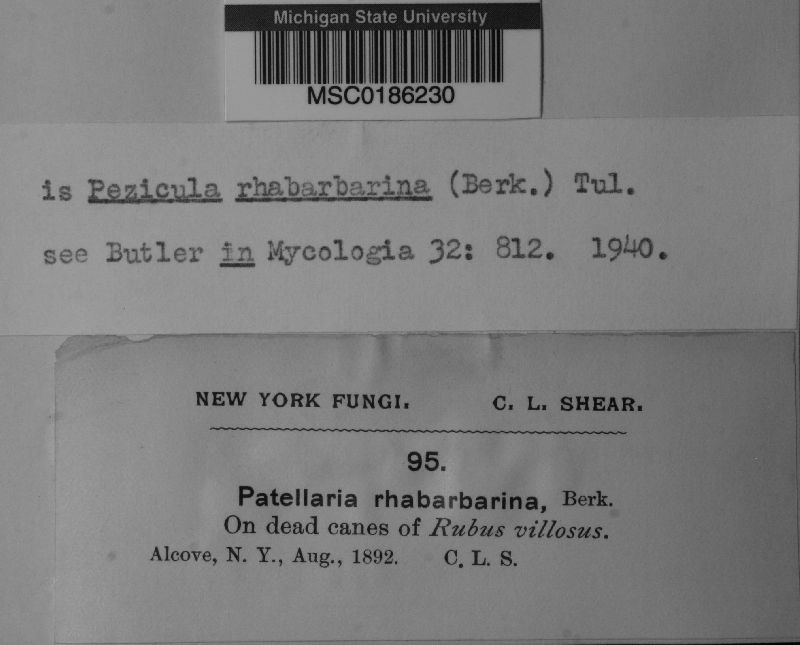 Michigan State University
MSC0186230
is Pezicula rhabarbarina (Berk.) Tul.
see Butler in Mycologia 32: 812. 1940.
NEW YORK FUNGI. C. L. SHEAR.
95.
Patellaria rhabarbarina, Berk.
On dead canes of Rubus villosus.
Alcove, N. Y., Aug., 1892. C. L. S.